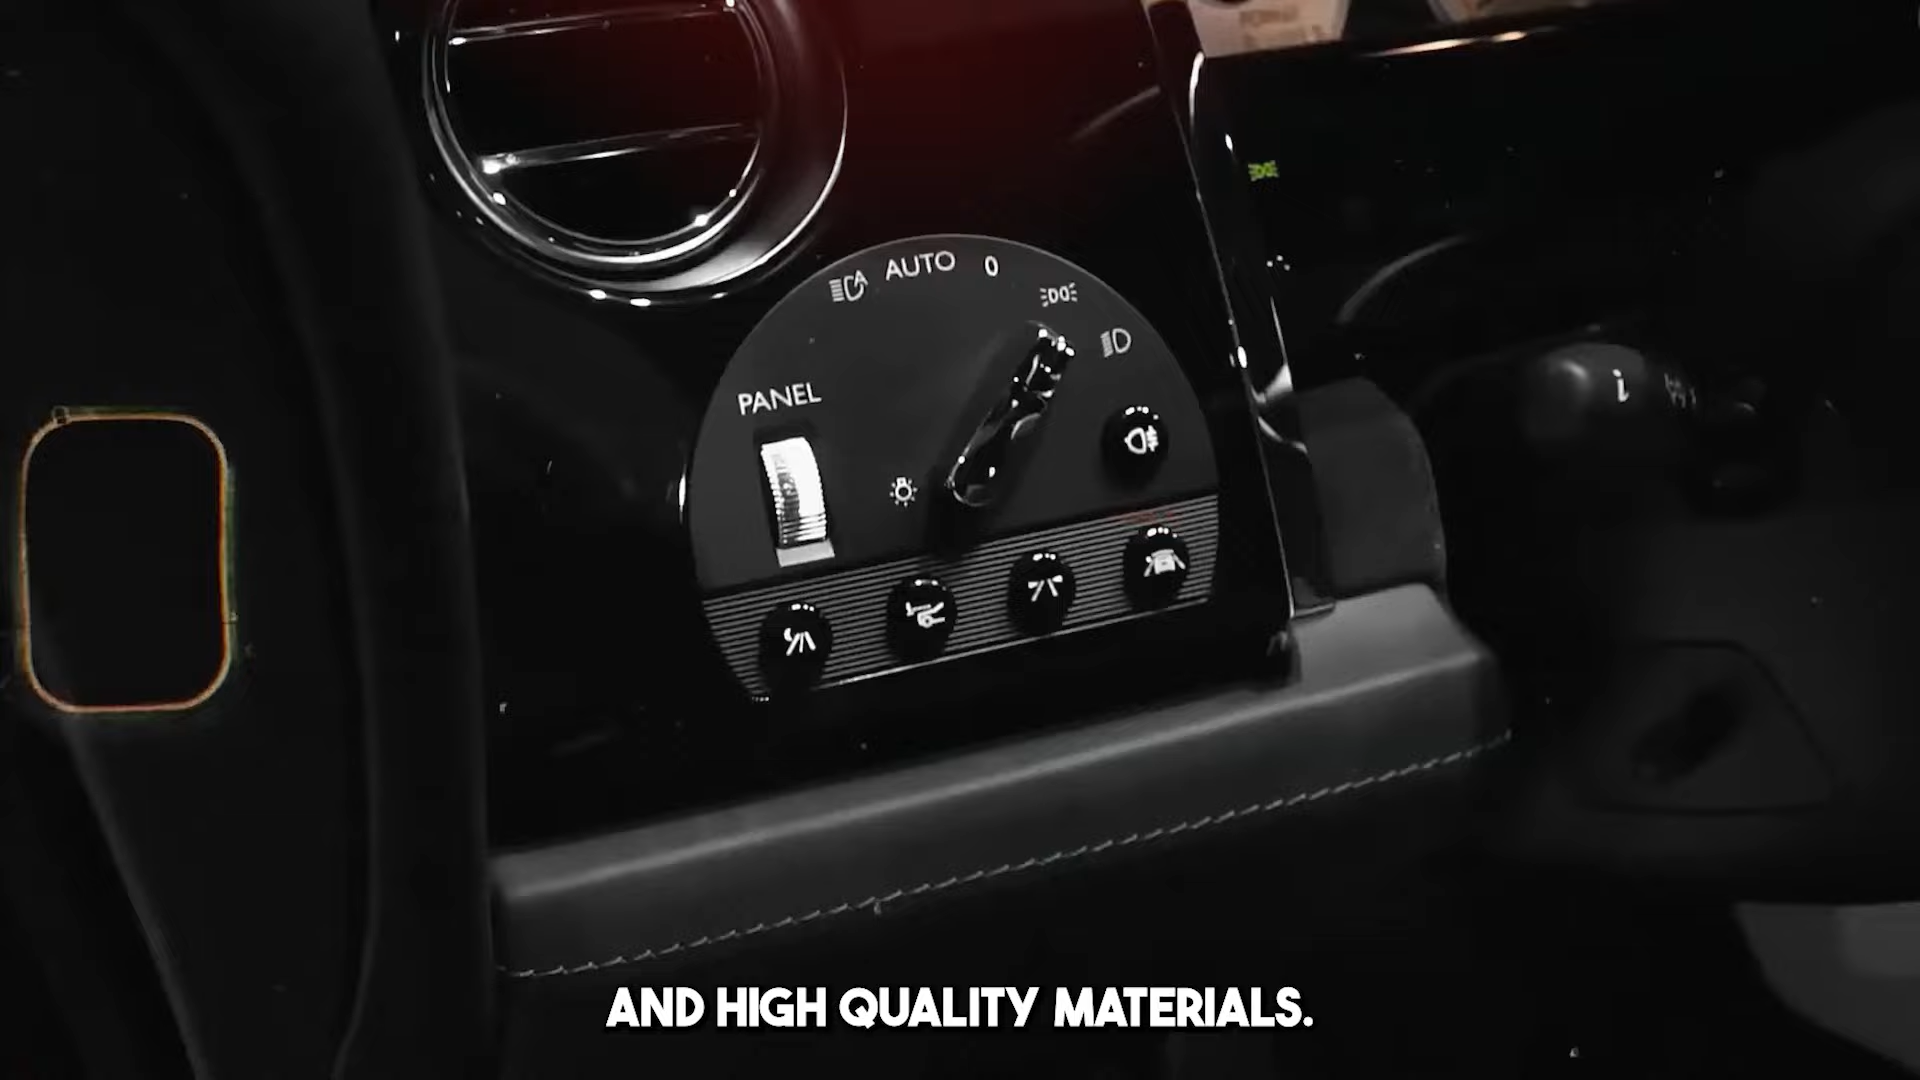 AUTO 0
PANEL
i
AND HIGH QUALITY MATERIALS.